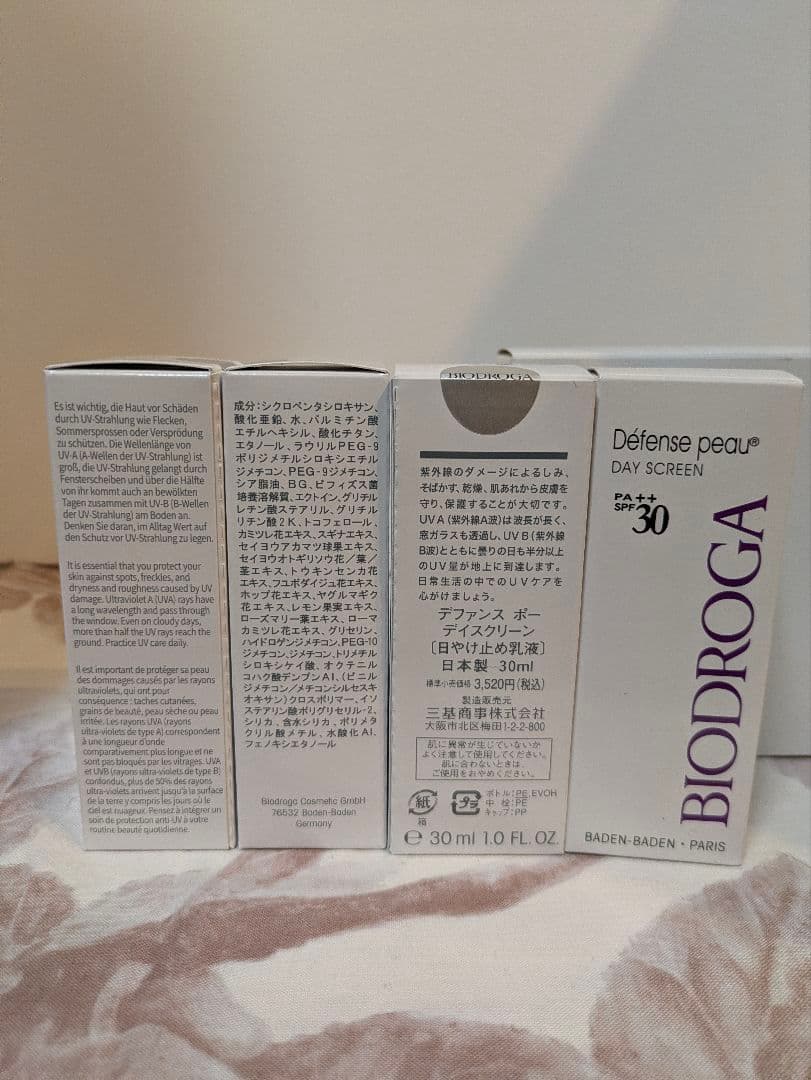 Es ist wichtig, die Haut vor Schäden
durch UV-Strahlung wie Flecken,
Sommersprossen oder Versprödung
zu schützen. Die Wellenlänge von
UV-A (A-Wellen der UV-Strahlung) ist
groß, die UV-Strahlung gelangt durch
Fensterscheiben und über die Hälfte
von ihr kommt auch an bewölkten
Tagen zusammen mit UV-B (B-Wellen
der UV-Strahlung) am Boden an.
Denken Sie daran, im Alltag Wert auf
den Schutz vor UV-Strahlung zu legen.
It is essential that you protect your
skin against spots, freckles, and
dryness and roughness caused by UV
damage. Ultraviolet A (UVA) rays have
a long wavelength and pass through
the window. Even on cloudy days,
more than half the UV rays reach the
ground. Practice UV care daily.
Il est important de protéger sa peau
des dommages causés par les rayons
ultraviolets, qui ont pour
conséquence : taches cutanées,
grains de beauté, peau sèche ou peau
irritée. Les rayons UVA (rayons
ultra-violets de type A) correspondent
à une longueur d'onde
comparativement plus longue et ne
sont pas bloqués par les vitrages. UVA
et UVB (rayons ultra-violets de type B)
confondus, plus de 50% des rayons
ultra-violets arrivent jusqu'à la surface
de la terre y compris les jours où le
ciel est nuageux. Pensez à intégrer un
soin de protection anti-UV à votre
routine beauté quotidienne.
成分:シクロペンタシロキサン、
酸化亜鉛、水、パルミチン酸
エチルヘキシル、酸化チタン、
エタノール、ラウリルPEG-9
ポリジメチルシロキシエチル
ジメチコン、PEG-9ジメチコン、
シア脂油、BG、ビフィズス菌
培養溶解質、エクトイン、グリチル
レチン酸ステアリル、グリチル
リチン酸2K、トコフェロール、
カミツレ花エキス、スギナエキス、
セイヨウアカマツ球果エキス、
セイヨウオトギリソウ花／葉／
茎エキス、トウキンセンカ花
エキス、フユボダイジュ花エキス、
ホップ花エキス、ヤグルマギク
花エキス、レモン果実エキス、
ローズマリー葉エキス、ローマ
カミツレ花エキス、グリセリン、
ハイドロゲンジメチコン、PEG-10
ジメチコン、ジメチコン、トリメチル
シロキシケイ酸、オクテニル
コハク酸デンプンAl、(ビニル
ジメチコン／メチコンシルセスキ
オキサン)クロスポリマー、イソ
ステアリン酸ポリグリセリル-2、
シリカ、含水シリカ、ポリメタ
クリル酸メチル、水酸化Al、
フェノキシエタノール
Biodroga Cosmetic GmbH
76532 Baden-Baden
Germany
BIODROGA
紫外線のダメージによるしみ、
そばかす、乾燥、肌あれから皮膚を
守り、保護することが大切です。
UVA(紫外線A波)は波長が長く、
窓ガラスも透過し、UVB(紫外線
B波)とともに曇りの日も半分以上
のUV量が地上に到達します。
日常生活の中でのUVケアを
心がけましょう。
デファンス ポー
デイスクリーン
〔日やけ止め乳液〕
日本製 30ml
標準小売価格 3,520円(税込)
製造販売元
三基商事株式会社
大阪市北区梅田1-2-2-800
肌に異常が生じていないか
よく注意して使用してください。
肌に合わないときは、
ご使用をおやめください。
紙
箱
プラ
ボトル:PE,EVOH
中 栓:PE
キャップ:PP
℮ 30ml 1.0 FL. OZ.
Défense peau®
DAY SCREEN
PA++
SPF30
BIODROGA
BADEN-BADEN · PARIS